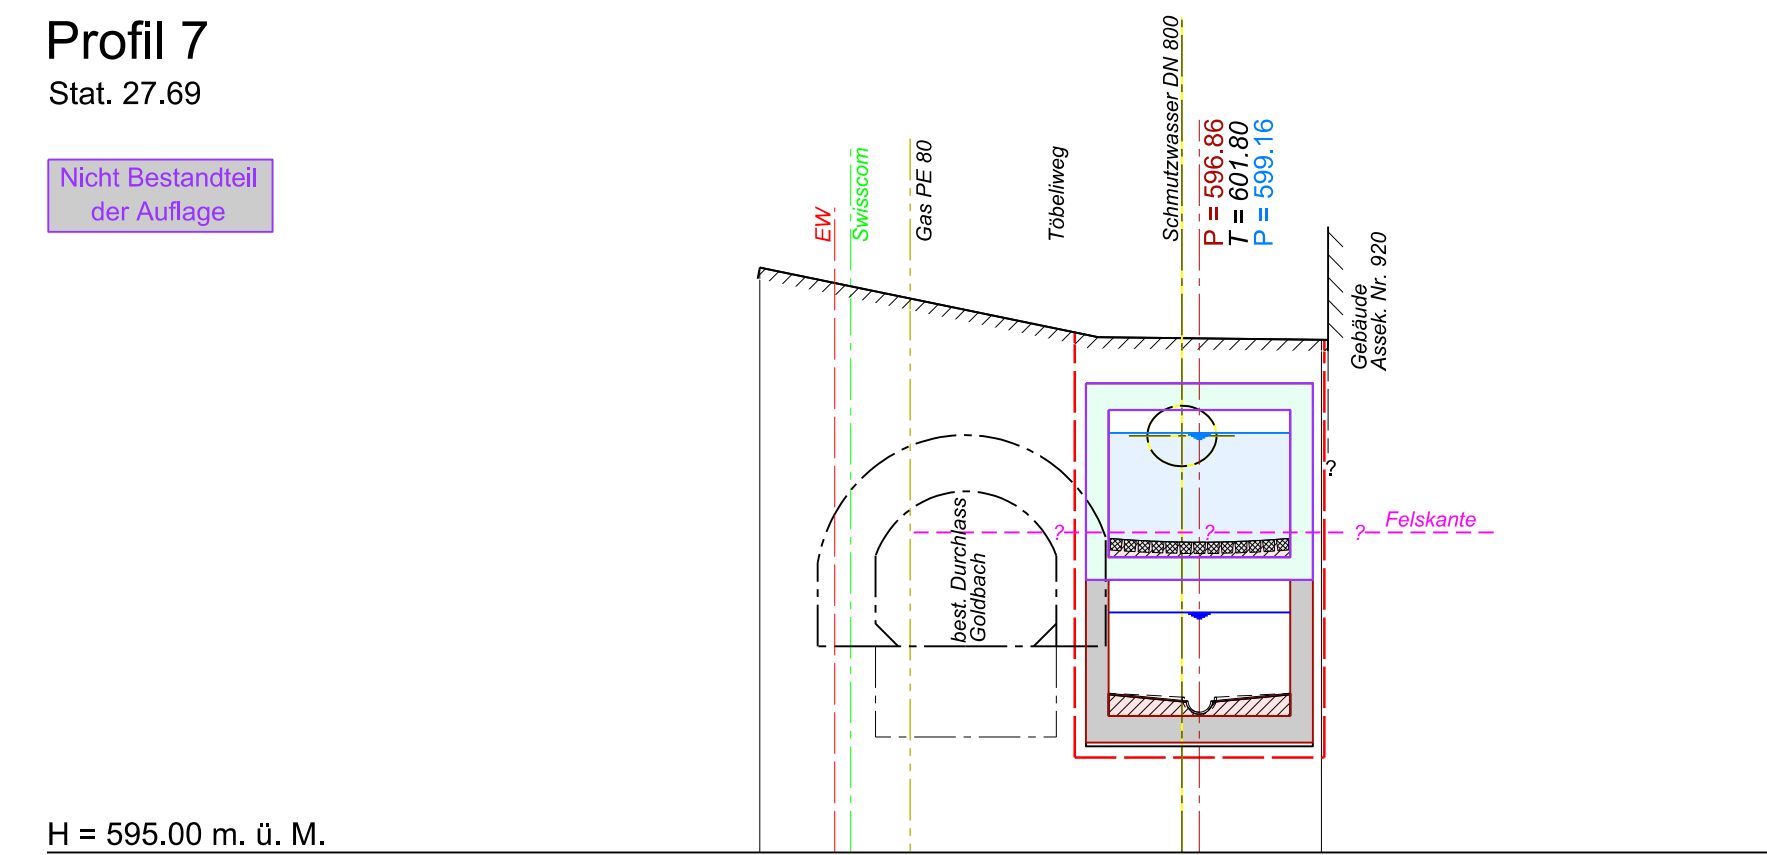 Profil 7
Stat. 27.69
Nicht Bestandteil
der Auflage
EW
Swisscom
Gas PE 80
Töbeliweg
Schmutzwasser DN 800
P = 596.86
T = 601.80
P = 599.16
Gebäude
Assek. Nr. 920
?
? ? ? Felskante
best. Durchlass
Goldbach
H = 595.00 m. ü. M.